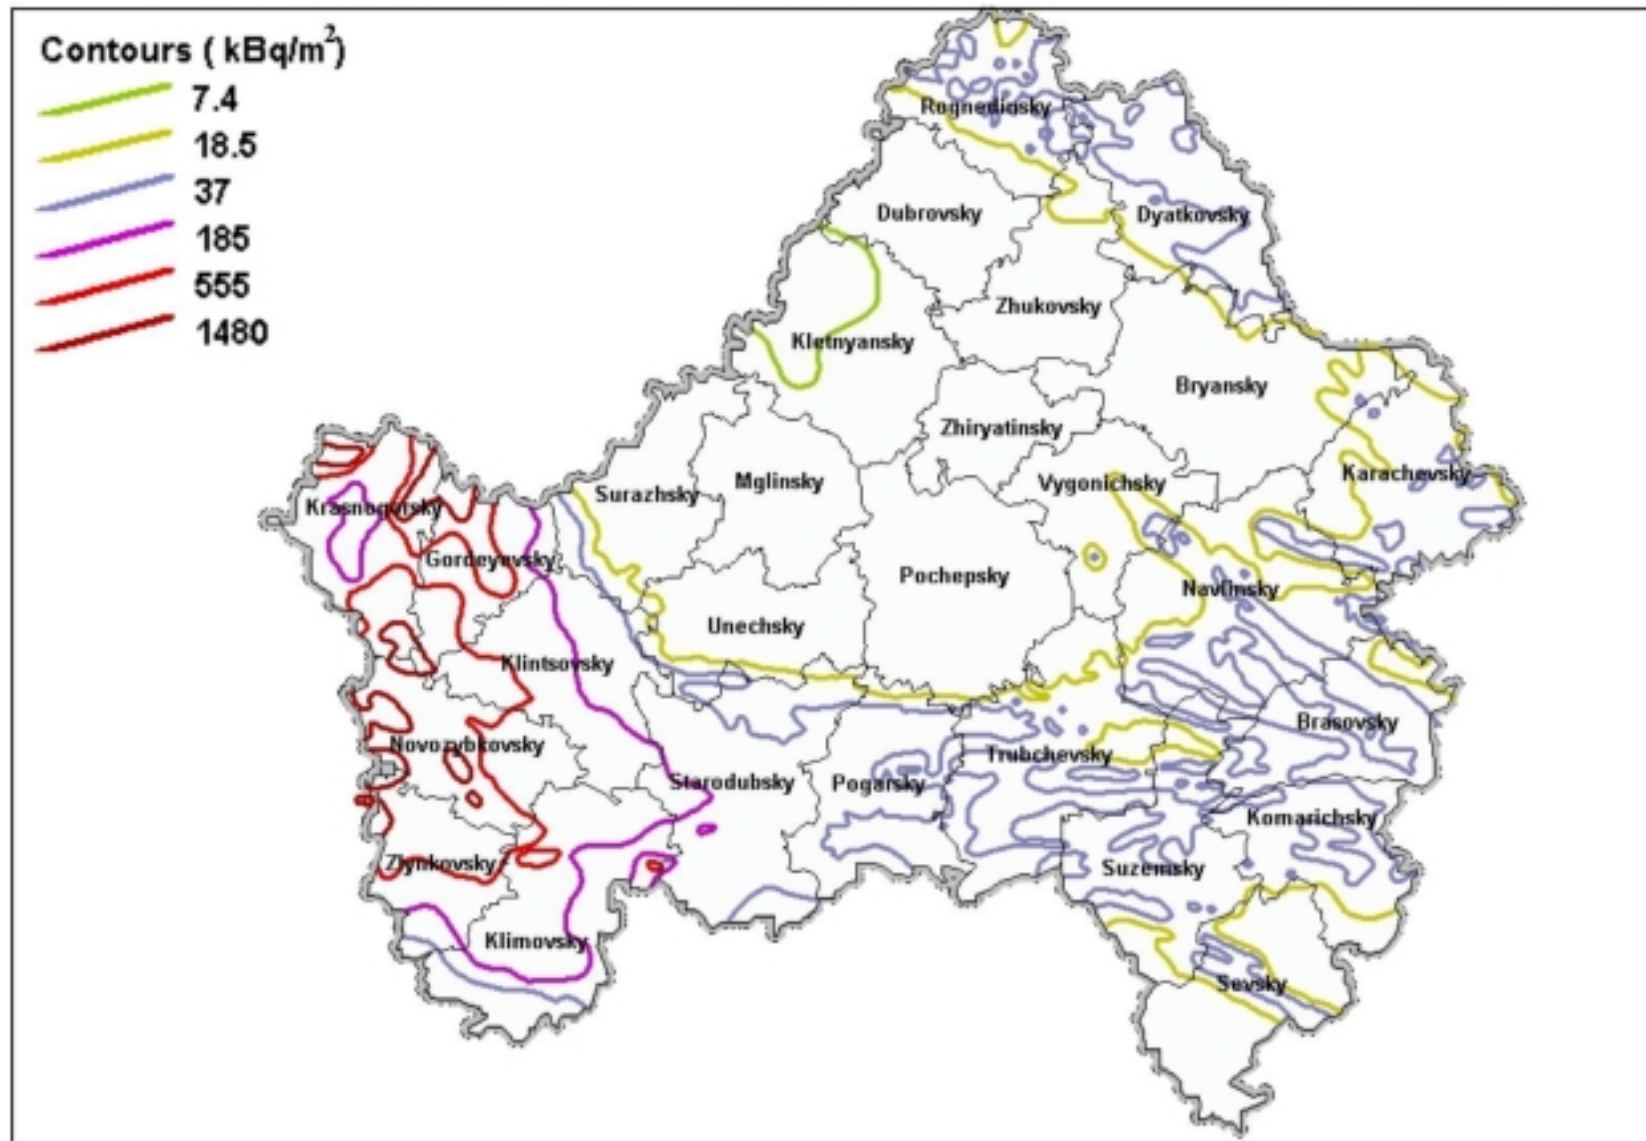 Contours ( kBq/m²)
7.4
18.5
37
185
555
1480
Rognedinsky
Dubrovsky
Dyatkovsky
Zhukovsky
Kletnyansky
Bryansky
Zhiryatinsky
Karachevsky
Mglinsky
Vygonichsky
Surazhsky
Krasnogorsky
Gordeyevsky
Pochepsky
Navlinsky
Unechsky
Klintsovsky
Brasovsky
Novozybkovsky
Trubchevsky
Starodubsky
Pogarsky
Komarichsky
Zlynkovsky
Suzemsky
Klimovsky
Sevsky